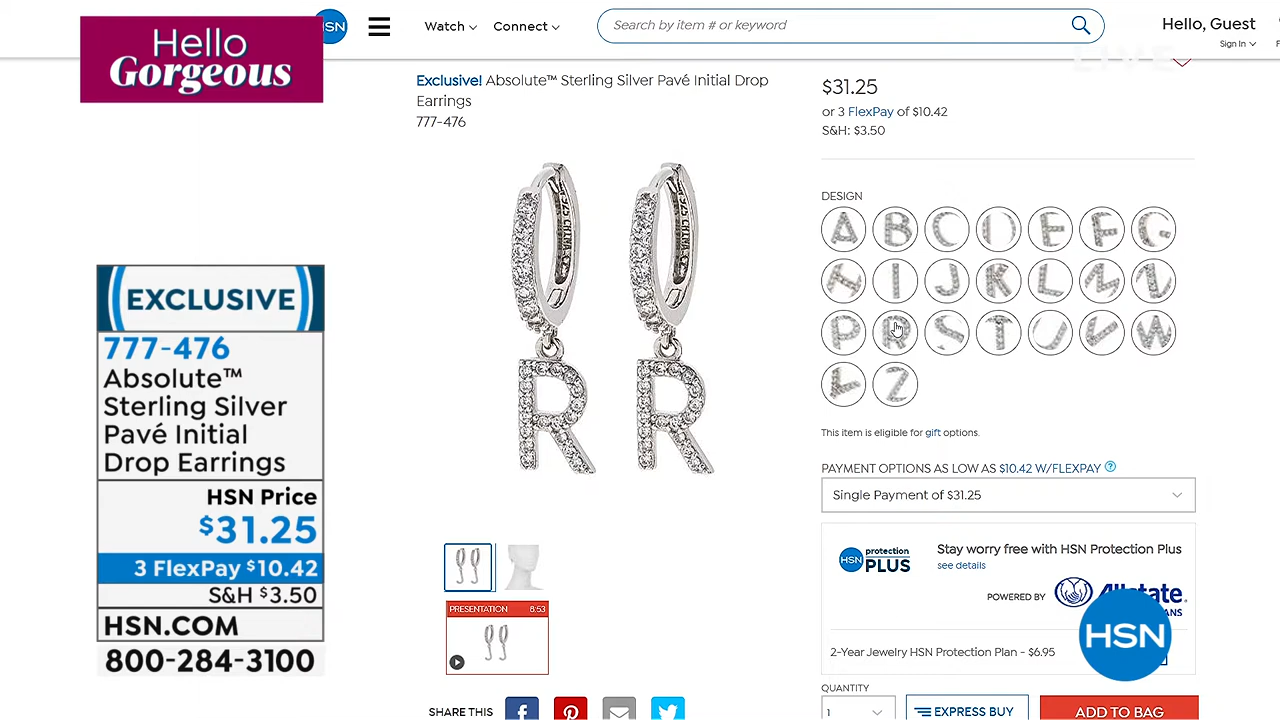 Hello
Gorgeous
HSN
Watch
Connect
Search by item # or keyword
Hello, Guest
Sign In
LIVE
Exclusive! Absolute™ Sterling Silver Pavé Initial Drop
Earrings
777-476
$31.25
or 3 FlexPay of $10.42
S&H: $3.50
DESIGN
A B C D E F G
H I J K L M N
P R S T U V W
Y Z
This item is eligible for gift options.
PAYMENT OPTIONS AS LOW AS $10.42 W/FLEXPAY ?
Single Payment of $31.25
HSN protection
PLUS
Stay worry free with HSN Protection Plus
see details
POWERED BY
Allstate.
2-Year Jewelry HSN Protection Plan - $6.95
HSN
QUANTITY
1
EXPRESS BUY
ADD TO BAG
R R
PRESENTATION 8:53
SHARE THIS
EXCLUSIVE
777-476
Absolute™
Sterling Silver
Pavé Initial
Drop Earrings
HSN Price
$31.25
3 FlexPay $10.42
S&H $3.50
HSN.COM
800-284-3100